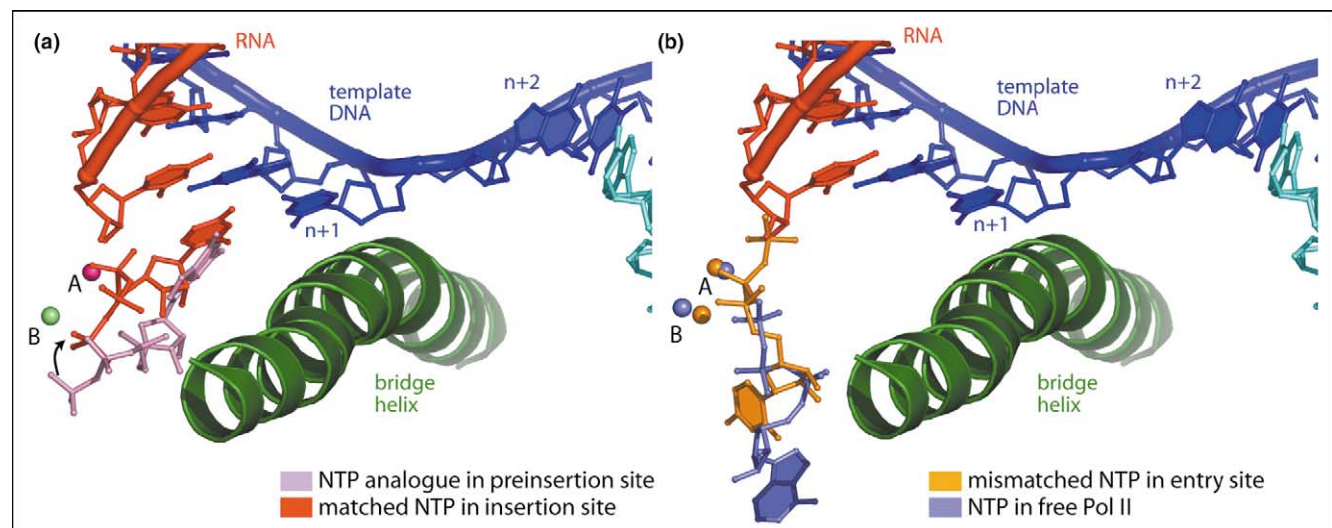 (a)
RNA
template
DNA
n+2
n+1
A
B
bridge
helix
NTP analogue in preinsertion site
matched NTP in insertion site
(b)
RNA
template
DNA
n+2
n+1
A
B
bridge
helix
mismatched NTP in entry site
NTP in free Pol II